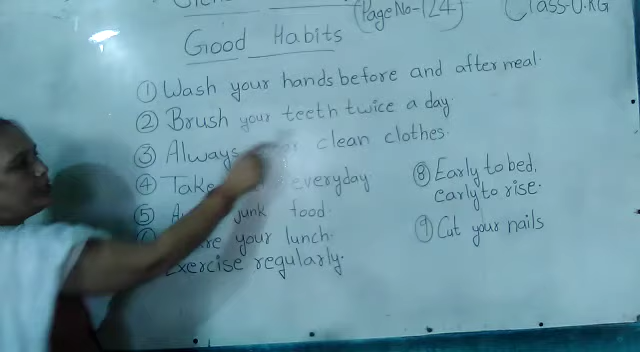 (Page No-124)
Class-U.KG
Good Habits
① Wash your hands before and after meal.
② Brush your teeth twice a day.
③ Always clean clothes.
④ Take everyday
⑤ junk food.
your lunch.
Exercise regularly.
⑧ Early to bed,
early to rise.
⑨ Cut your nails